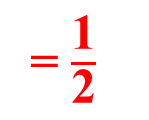 = 1/2